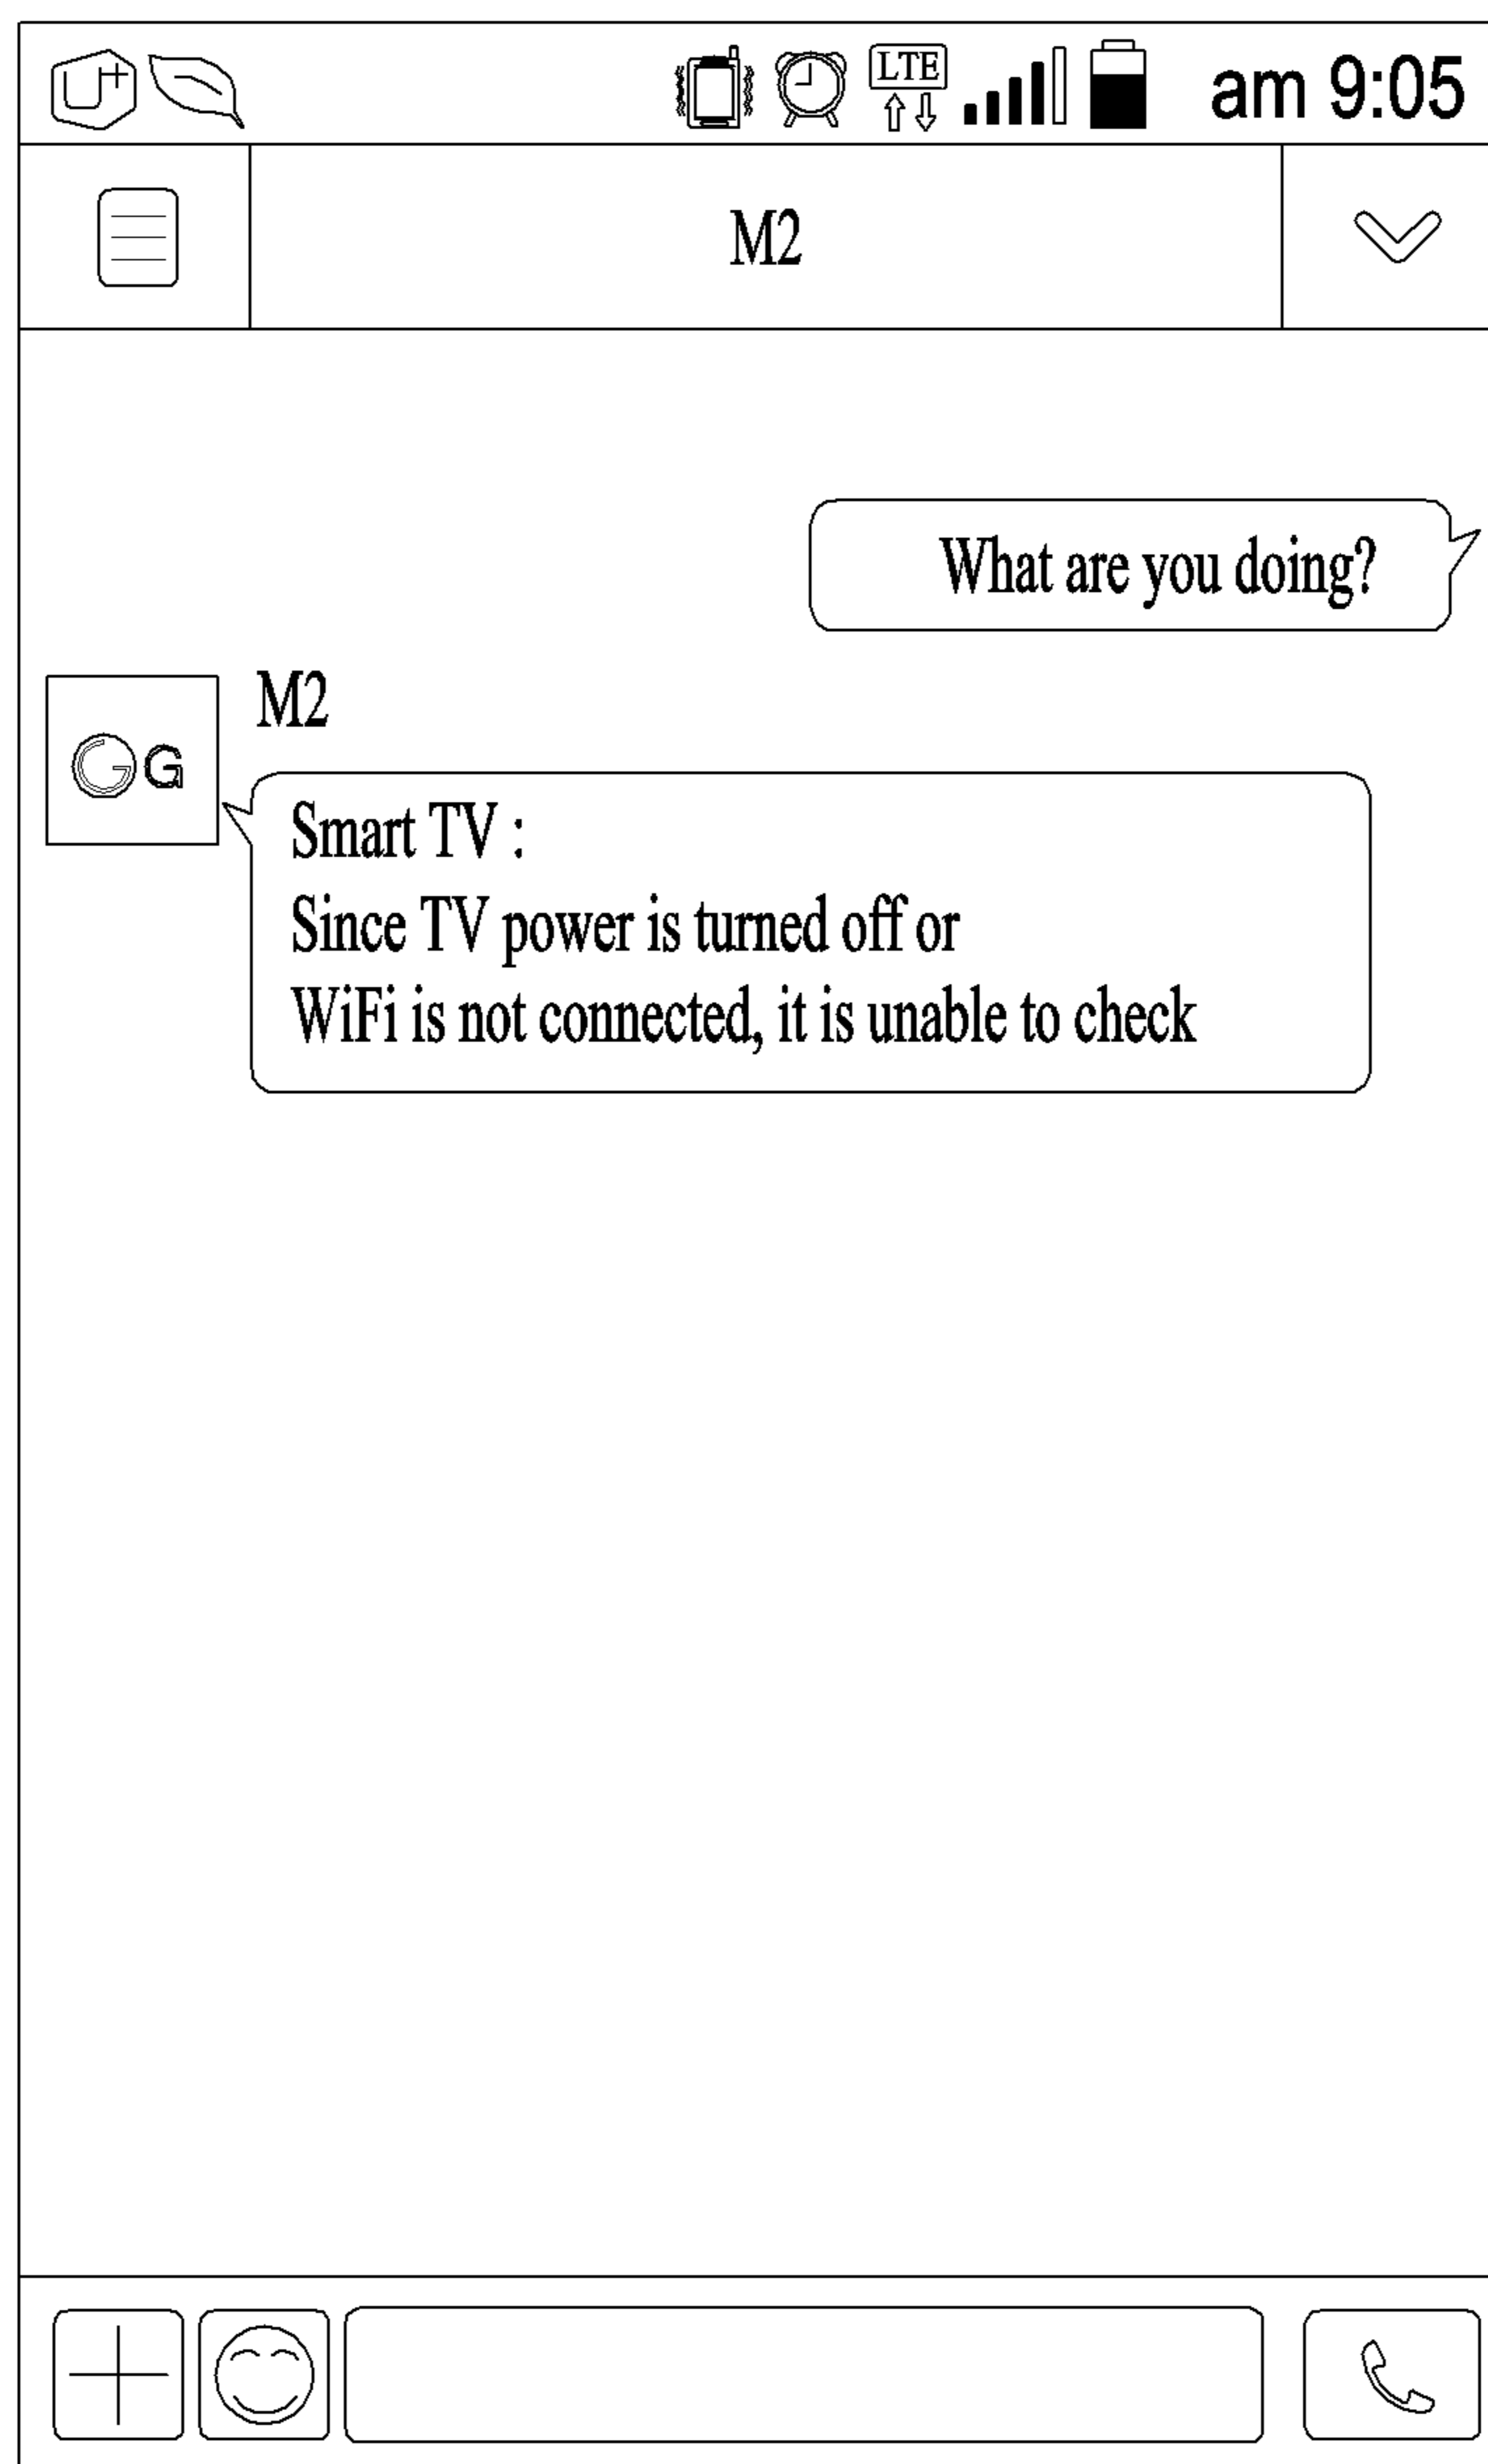 U+
LTE
am 9:05
M2
What are you doing?
M2
G G
Smart TV :
Since TV power is turned off or
WiFi is not connected, it is unable to check